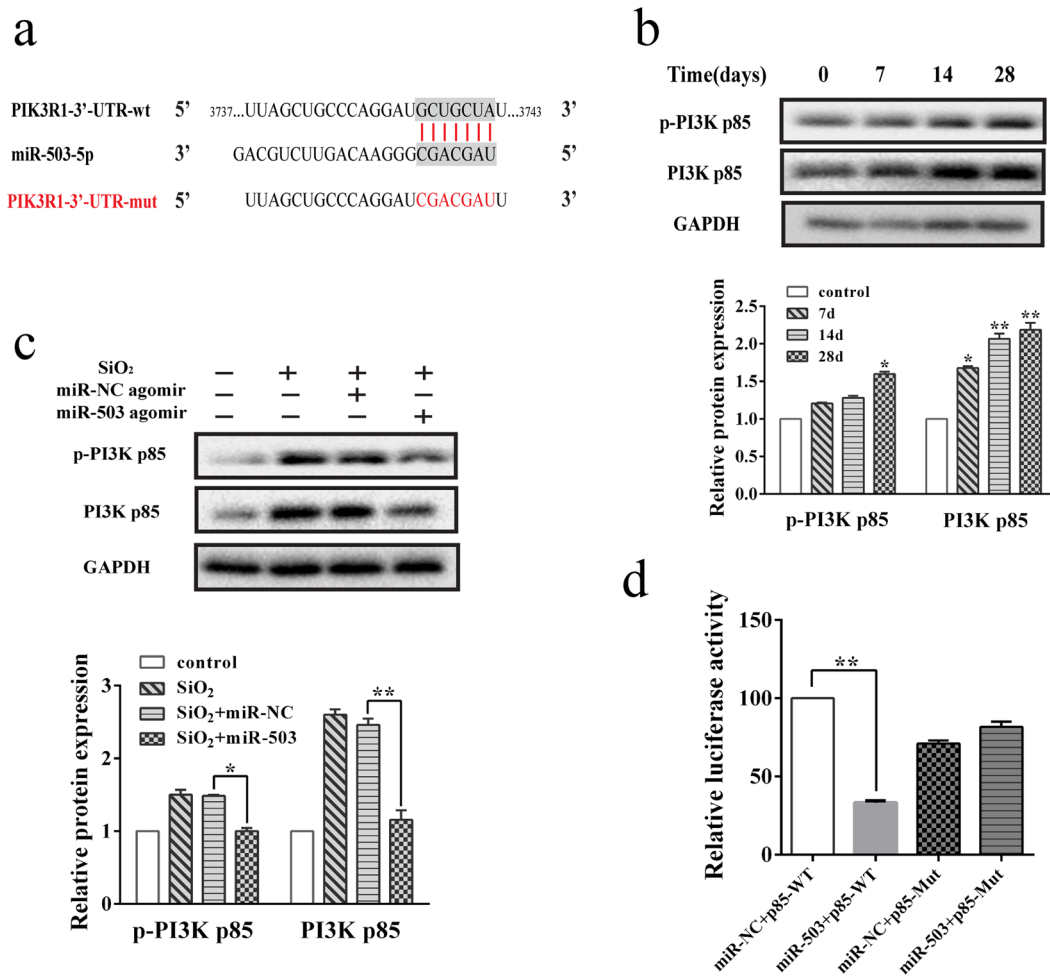 a
PIK3R1-3'-UTR-wt 5' 3737...UUAGCUGCCCAGGAUGCUGCUAU...3743 3'
miR-503-5p 3' GACGUCUUGACAAGGGCGACGAU 5'
PIK3R1-3'-UTR-mut 5' UUAGCUGCCCAGGAUCGACGAUU 3'
b
Time(days) 0 7 14 28
p-PI3K p85
PI3K p85
GAPDH
Relative protein expression
2.5
2.0
1.5
1.0
0.5
0.0
control
7d
14d
28d
*
*
**
**
p-PI3K p85 PI3K p85
c
SiO₂ − + + +
miR-NC agomir − − + −
miR-503 agomir − − − +
p-PI3K p85
PI3K p85
GAPDH
Relative protein expression
3
2
1
0
control
SiO₂
SiO₂+miR-NC
SiO₂+miR-503
*
**
p-PI3K p85 PI3K p85
d
Relative luciferase activity
150
100
50
0
**
miR-NC+p85-WT
miR-503+p85-WT
miR-NC+p85-Mut
miR-503+p85-Mut